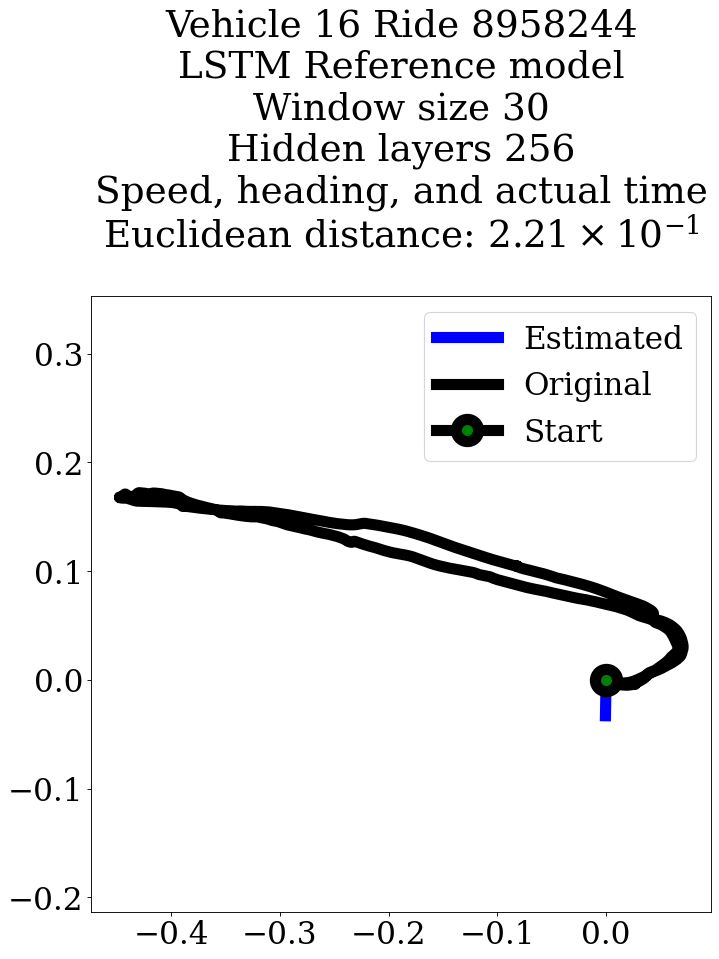 Vehicle 16 Ride 8958244
LSTM Reference model
Window size 30
Hidden layers 256
Speed, heading, and actual time
Euclidean distance: 2.21 × 10⁻¹
Estimated
Original
Start
0.3
0.2
0.1
0.0
−0.1
−0.2
−0.4
−0.3
−0.2
−0.1
0.0